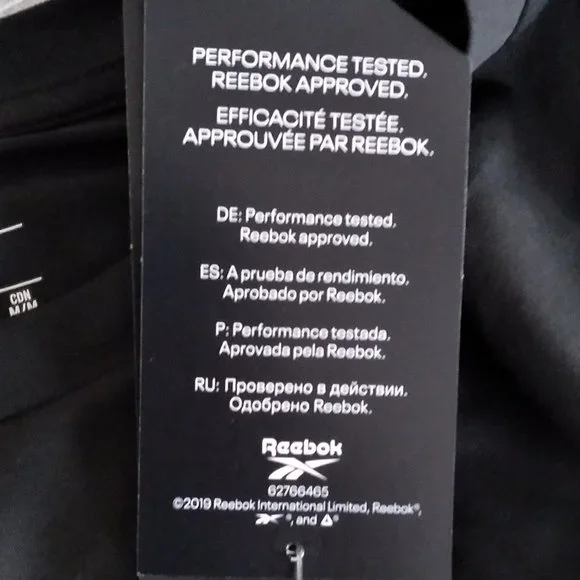 PERFORMANCE TESTED.
REEBOK APPROVED.
EFFICACITÉ TESTÉE.
APPROUVÉE PAR REEBOK.
DE: Performance tested.
Reebok approved.
ES: A prueba de rendimiento.
Aprobado por Reebok.
P: Performance testada.
Aprovada pela Reebok.
RU: Проверено в действии.
Одобрено Reebok.
Reebok
62766465
©2019 Reebok International Limited, Reebok®,
®, and ®
CDN
M/M